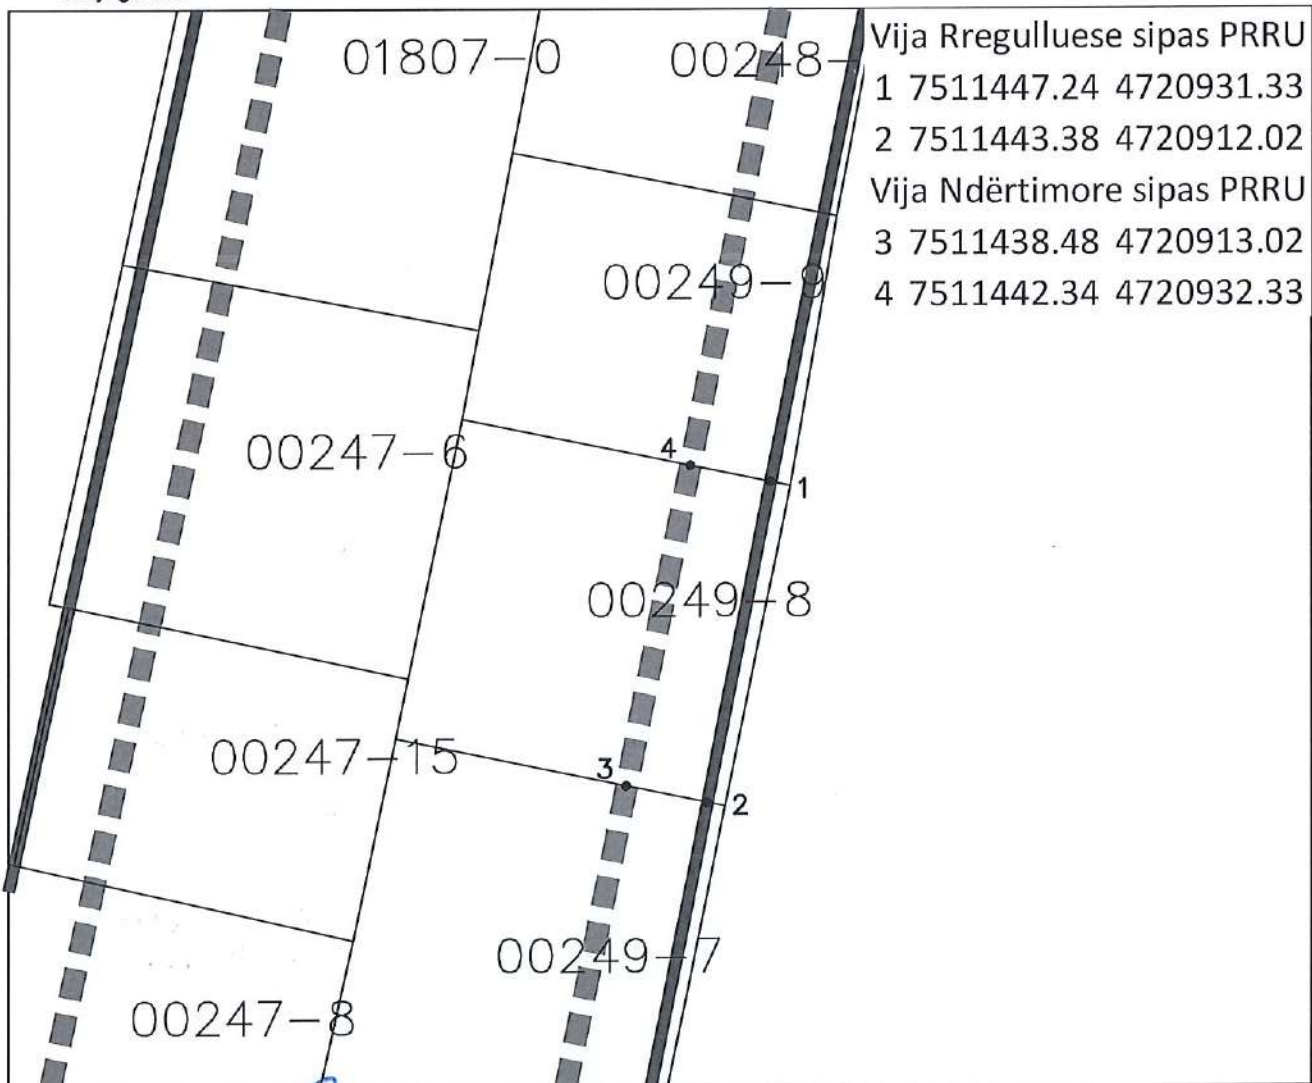 01807-0
00248-
Vija Rregulluese sipas PRRU
1 7511447.24 4720931.33
2 7511443.38 4720912.02
Vija Ndërtimore sipas PRRU
3 7511438.48 4720913.02
4 7511442.34 4720932.33
00249-9
00247-6
4
1
00249-8
00247-15
3
2
00249-7
00247-8